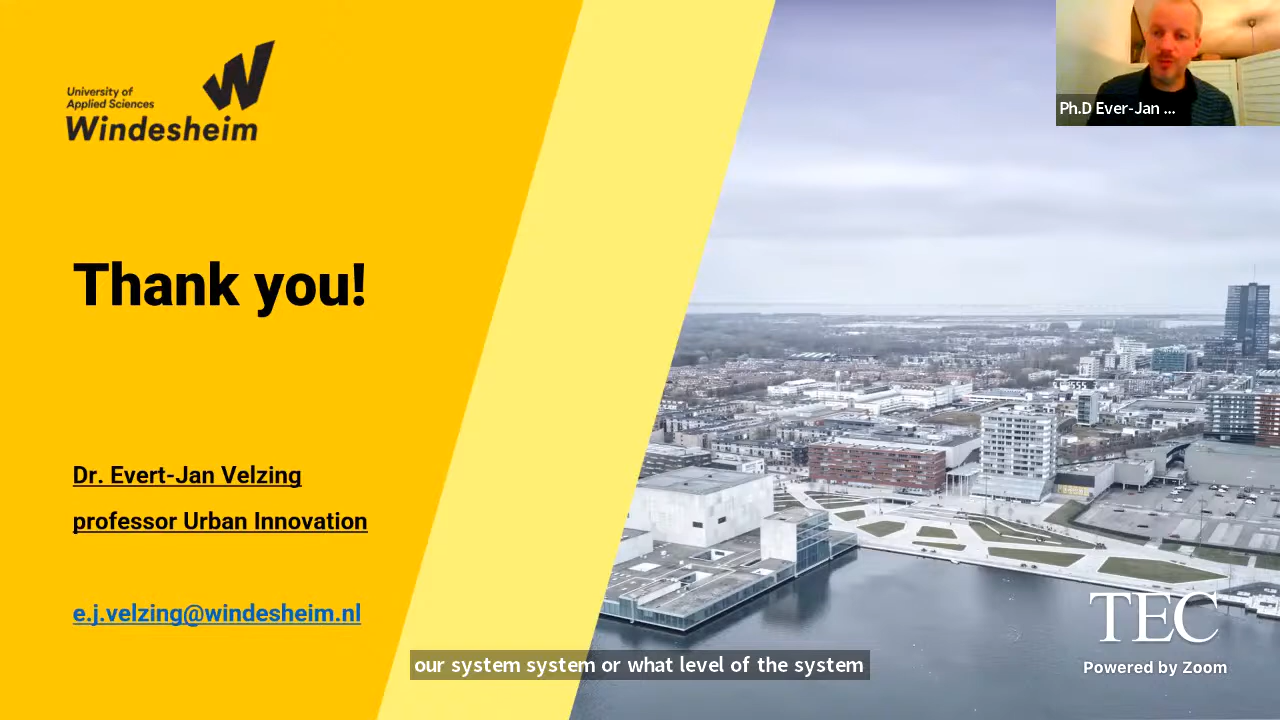 University of
Applied Sciences
Windesheim
Ph.D Ever-Jan ...
Thank you!
Dr. Evert-Jan Velzing
professor Urban Innovation
e.j.velzing@windesheim.nl
our system system or what level of the system
TEC
Powered by Zoom